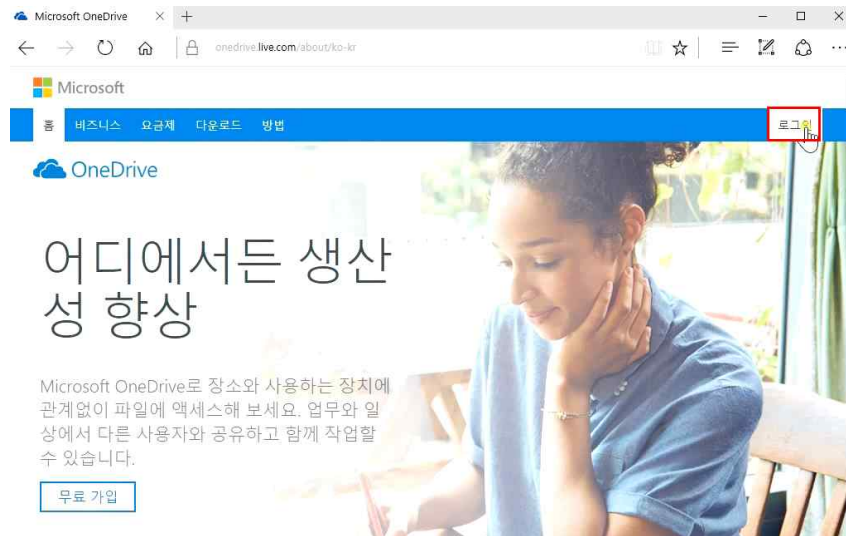 Microsoft OneDrive
onedrive.live.com/about/ko-kr
Microsoft
홈 비즈니스 요금제 다운로드 방법 로그인
OneDrive
어디에서든 생산
성 향상
Microsoft OneDrive로 장소와 사용하는 장치에
관계없이 파일에 액세스해 보세요. 업무와 일
상에서 다른 사용자와 공유하고 함께 작업할
수 있습니다.
무료 가입